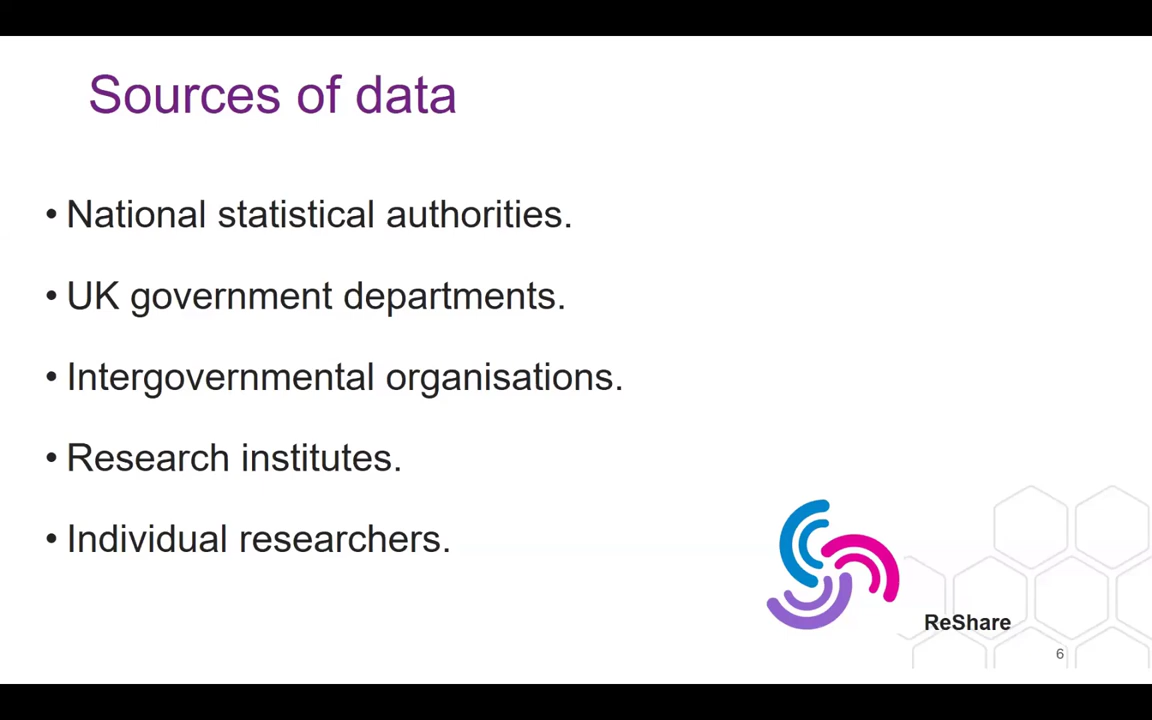 Sources of data
• National statistical authorities.
• UK government departments.
• Intergovernmental organisations.
• Research institutes.
• Individual researchers.
ReShare
6